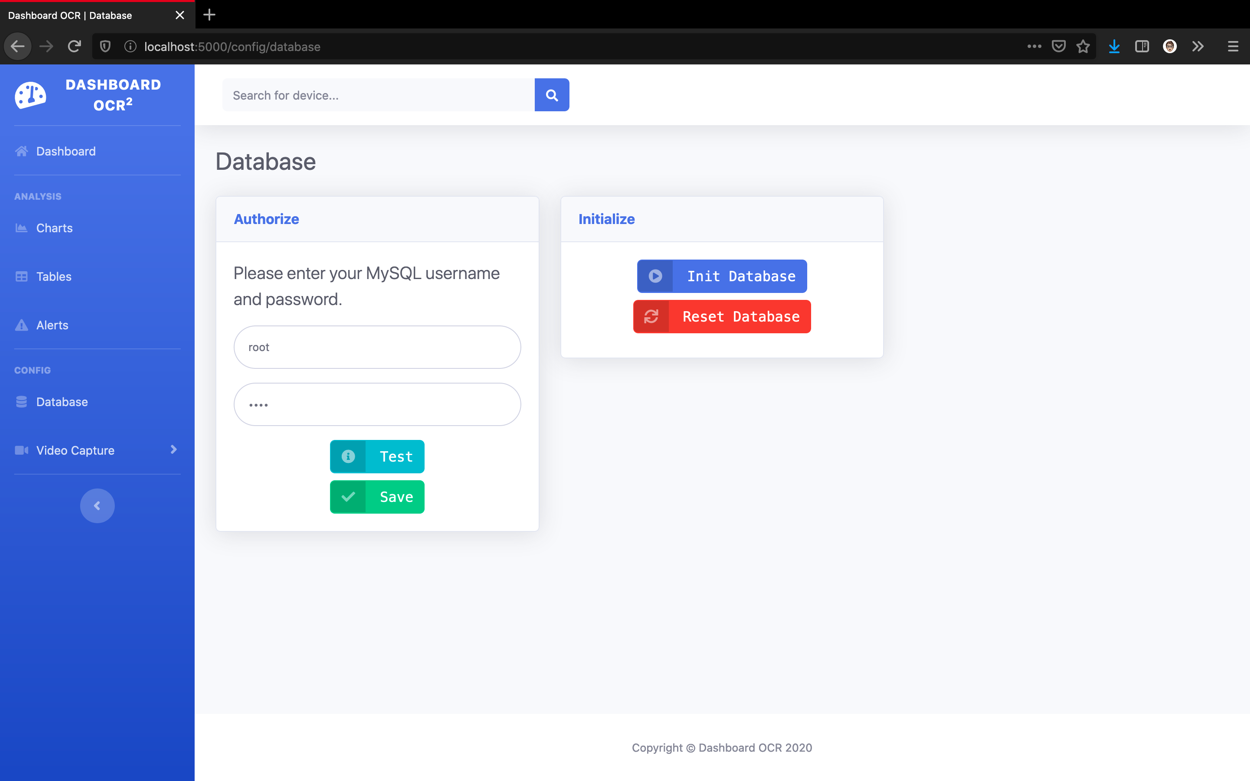 Dashboard OCR | Database
localhost:5000/config/database
DASHBOARD
OCR²
Search for device...
Dashboard
Database
ANALYSIS
Authorize
Initialize
Charts
Please enter your MySQL username
and password.
Init Database
Tables
Reset Database
Alerts
root
CONFIG
Database
••••
Video Capture
Test
Save
Copyright © Dashboard OCR 2020